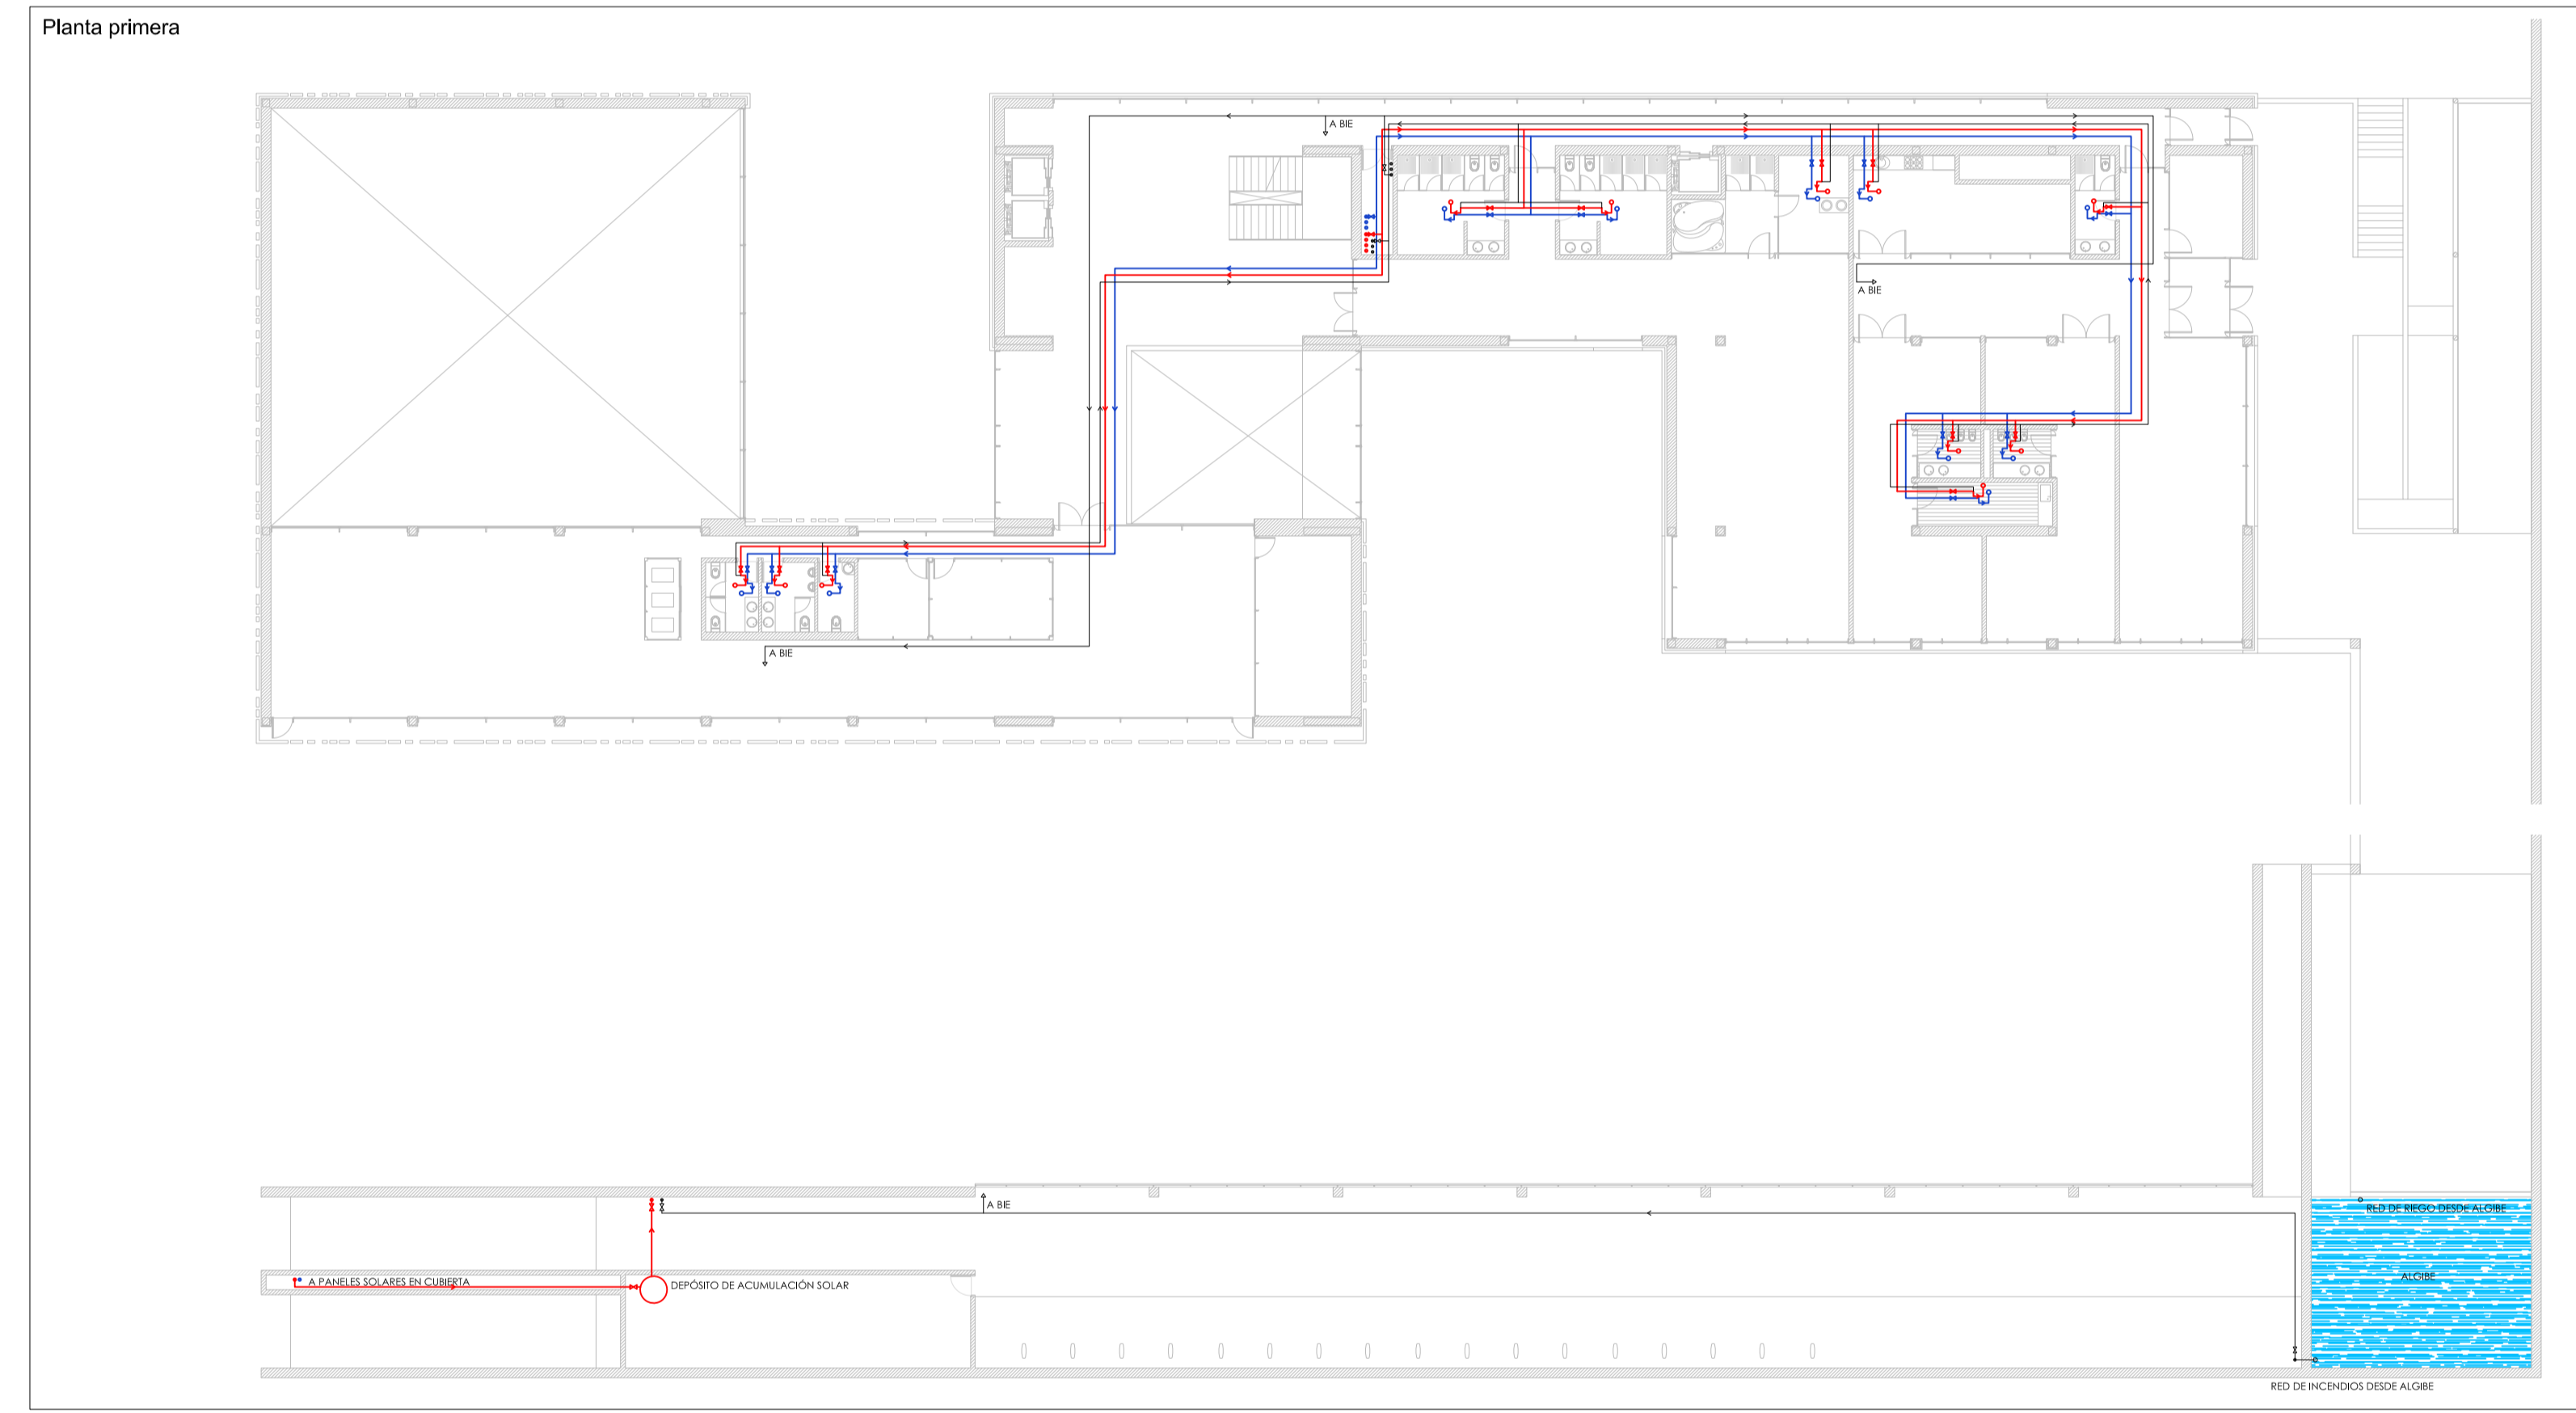 Planta primera
A BIE
A BIE
A BIE
A BIE
RED DE RIEGO DESDE ALGIBE
ALGIBE
A PANELES SOLARES EN CUBIERTA
DEPÓSITO DE ACUMULACIÓN SOLAR
RED DE INCENDIOS DESDE ALGIBE